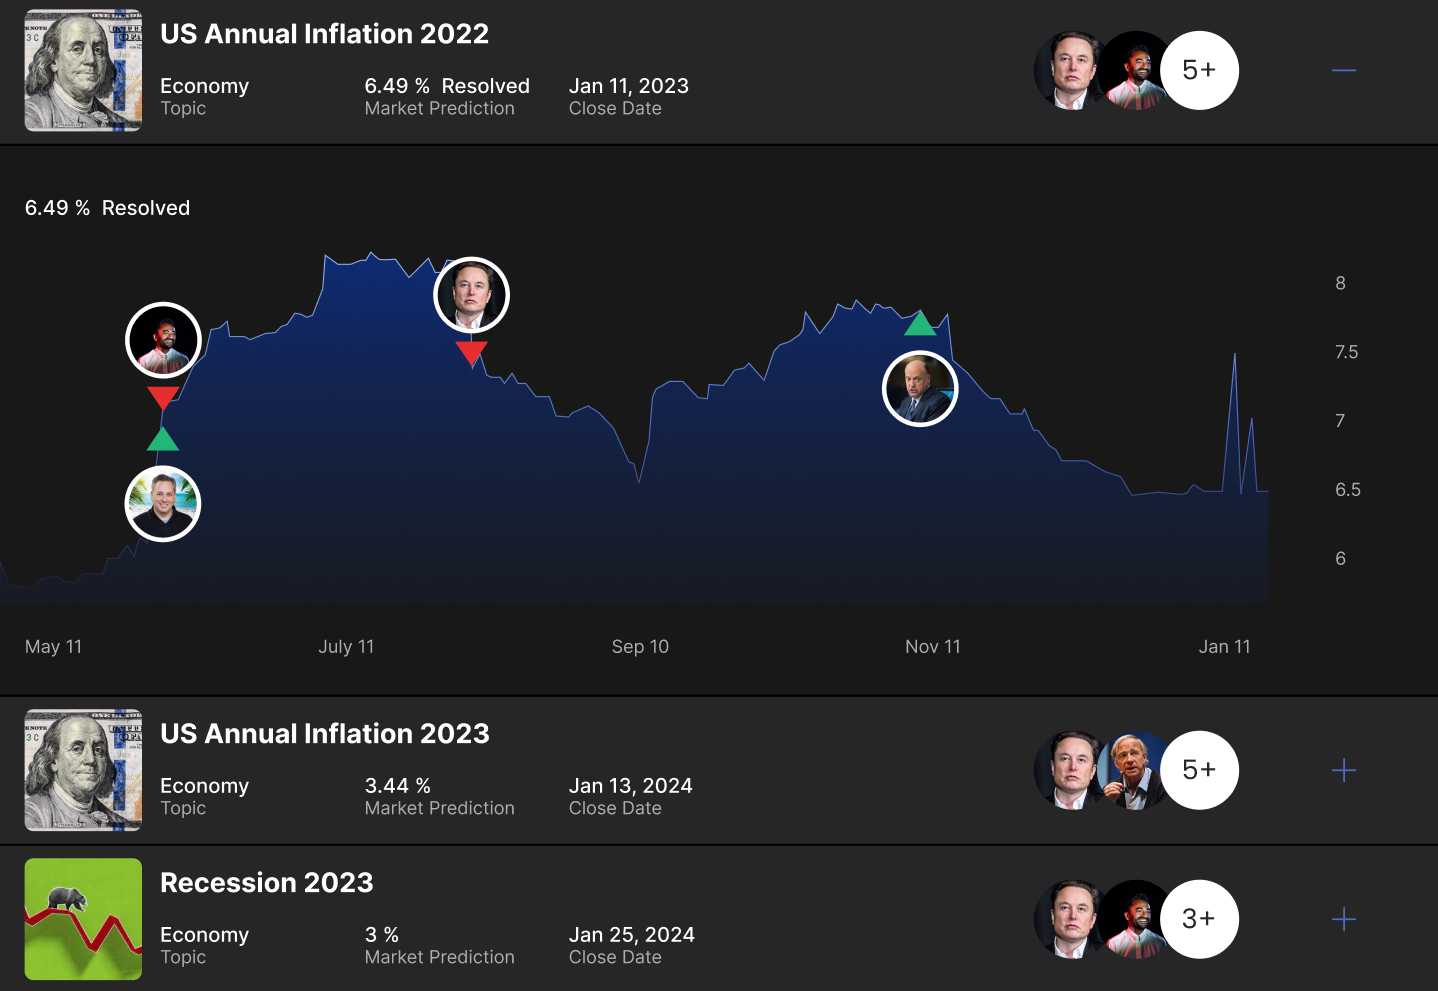 US Annual Inflation 2022
Economy
Topic
6.49 % Resolved
Market Prediction
Jan 11, 2023
Close Date
5+
6.49 % Resolved
8
7.5
7
6.5
6
May 11
July 11
Sep 10
Nov 11
Jan 11
US Annual Inflation 2023
Economy
Topic
3.44 %
Market Prediction
Jan 13, 2024
Close Date
5+
Recession 2023
Economy
Topic
3 %
Market Prediction
Jan 25, 2024
Close Date
3+